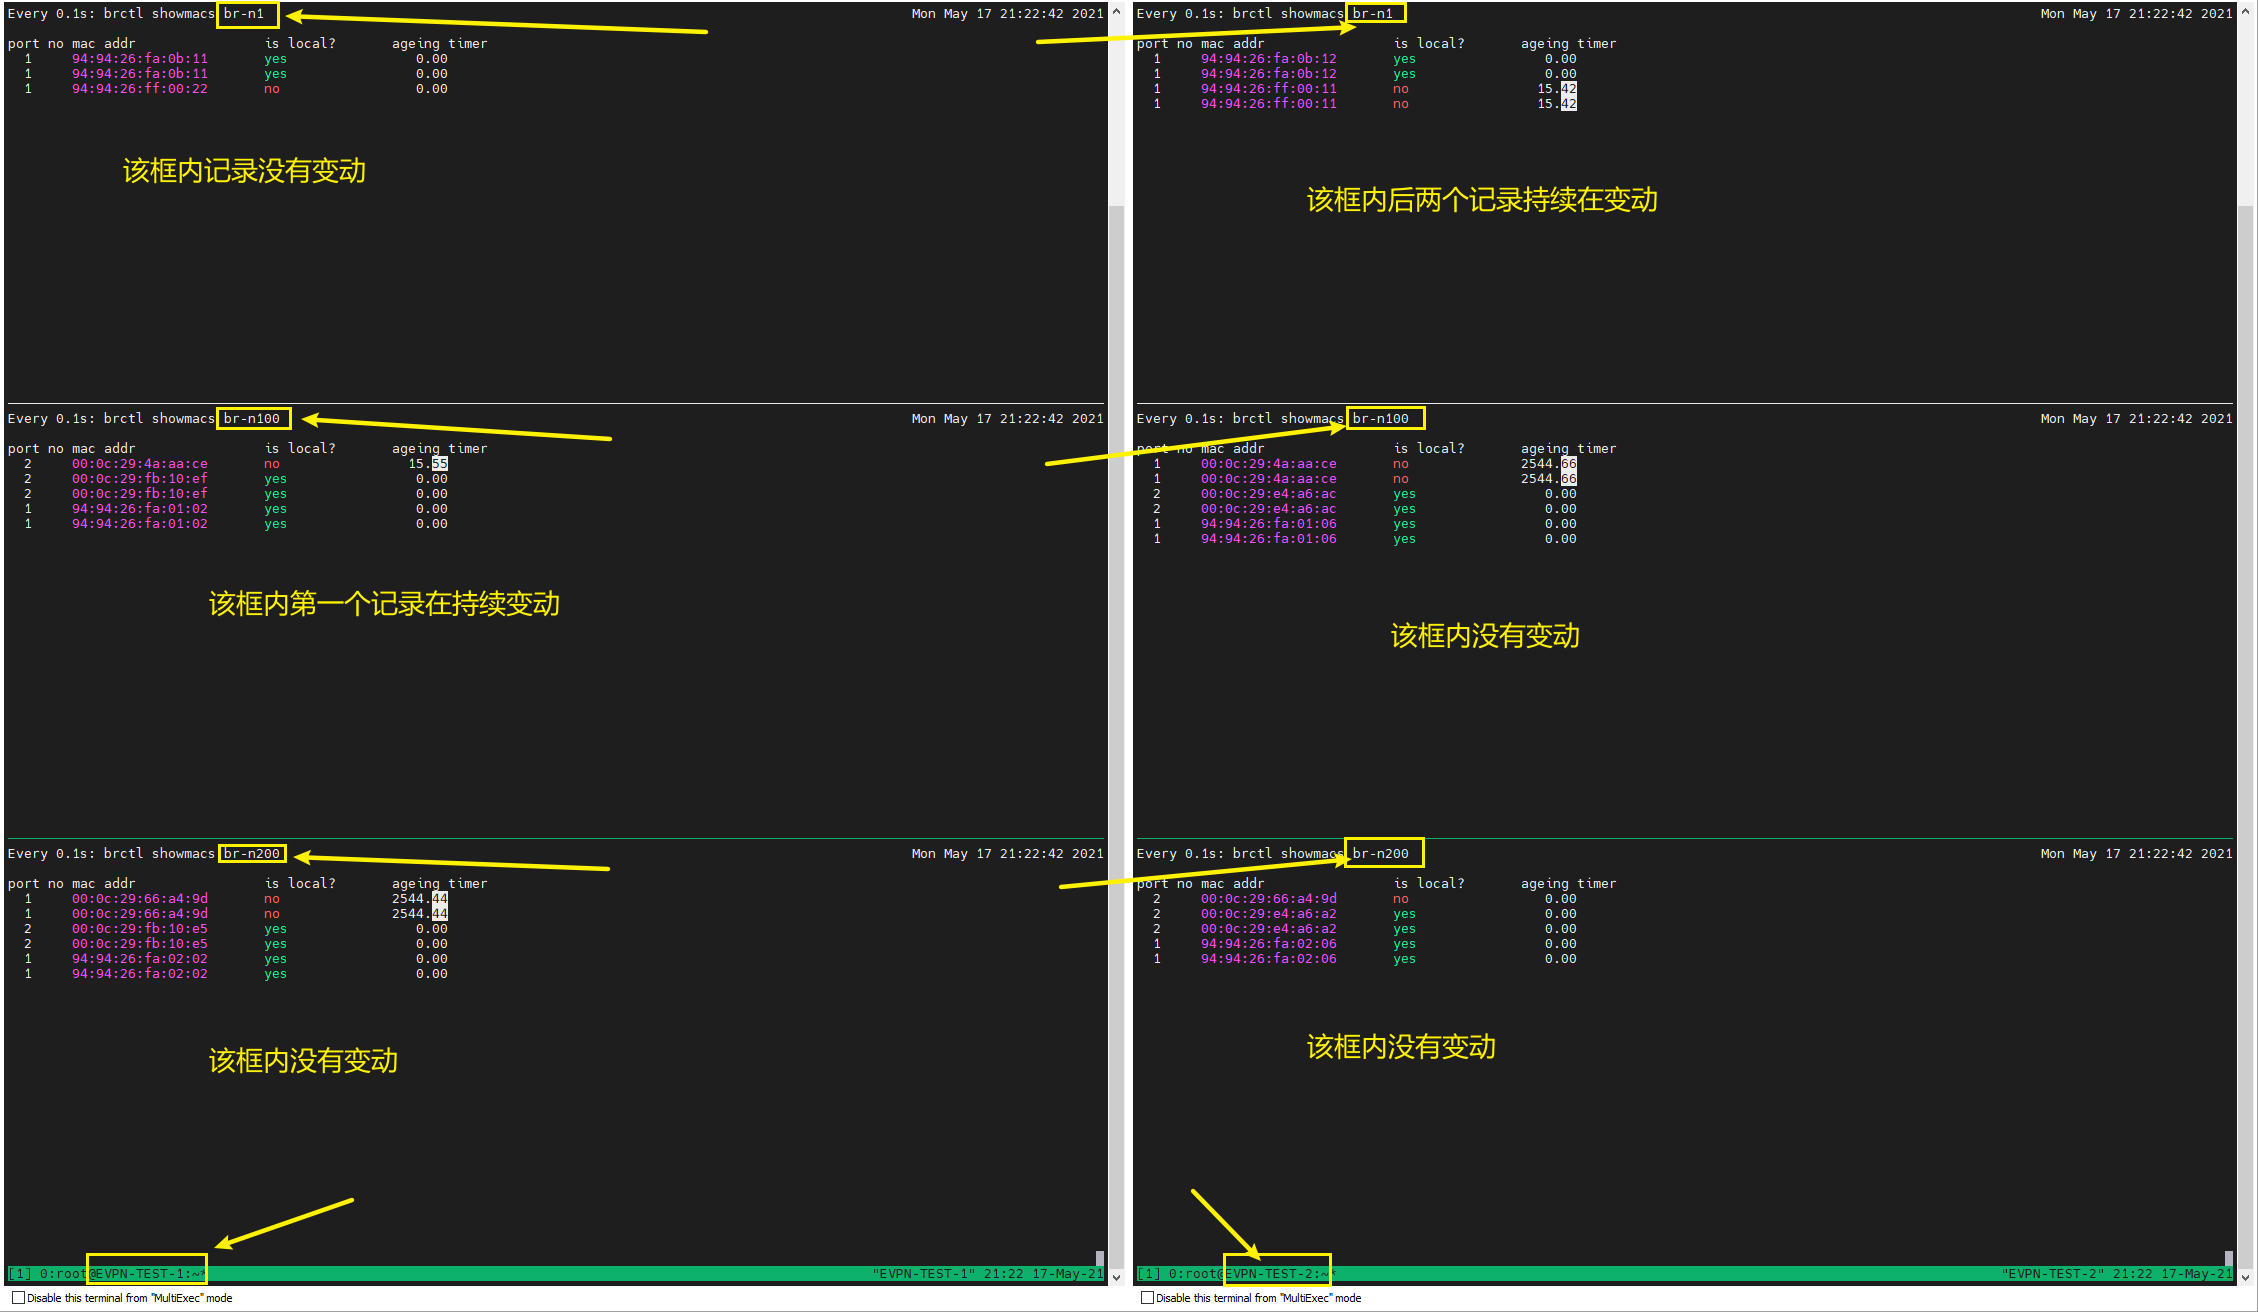 Every 0.1s: brctl showmacs br-n1 Mon May 17 21:22:42 2021
port no mac addr is local? ageing timer
1 94:94:26:fa:0b:11 yes 0.00
1 94:94:26:fa:0b:11 yes 0.00
1 94:94:26:ff:00:22 no 0.00
该框内记录没有变动
Every 0.1s: brctl showmacs br-n100 Mon May 17 21:22:42 2021
port no mac addr is local? ageing timer
2 00:0c:29:4a:aa:ce no 15.55
2 00:0c:29:fb:10:ef yes 0.00
2 00:0c:29:fb:10:ef yes 0.00
1 94:94:26:fa:01:02 yes 0.00
1 94:94:26:fa:01:02 yes 0.00
该框内第一个记录在持续变动
Every 0.1s: brctl showmacs br-n200 Mon May 17 21:22:42 2021
port no mac addr is local? ageing timer
1 00:0c:29:66:a4:9d no 2544.44
1 00:0c:29:66:a4:9d no 2544.44
2 00:0c:29:fb:10:e5 yes 0.00
2 00:0c:29:fb:10:e5 yes 0.00
1 94:94:26:fa:02:02 yes 0.00
1 94:94:26:fa:02:02 yes 0.00
该框内没有变动
[1] 0:root@EVPN-TEST-1:~* "EVPN-TEST-1" 21:22 17-May-21
Disable this terminal from "MultiExec" mode
Every 0.1s: brctl showmacs br-n1 Mon May 17 21:22:42 2021
port no mac addr is local? ageing timer
1 94:94:26:fa:0b:12 yes 0.00
1 94:94:26:fa:0b:12 yes 0.00
1 94:94:26:ff:00:11 no 15.42
1 94:94:26:ff:00:11 no 15.42
该框内后两个记录持续在变动
Every 0.1s: brctl showmacs br-n100 Mon May 17 21:22:42 2021
port no mac addr is local? ageing timer
1 00:0c:29:4a:aa:ce no 2544.66
1 00:0c:29:4a:aa:ce no 2544.66
2 00:0c:29:e4:a6:ac yes 0.00
2 00:0c:29:e4:a6:ac yes 0.00
1 94:94:26:fa:01:06 yes 0.00
1 94:94:26:fa:01:06 yes 0.00
该框内没有变动
Every 0.1s: brctl showmacs br-n200 Mon May 17 21:22:42 2021
port no mac addr is local? ageing timer
2 00:0c:29:66:a4:9d no 0.00
2 00:0c:29:e4:a6:a2 yes 0.00
2 00:0c:29:e4:a6:a2 yes 0.00
1 94:94:26:fa:02:06 yes 0.00
1 94:94:26:fa:02:06 yes 0.00
该框内没有变动
[1] 0:root@EVPN-TEST-2:~* "EVPN-TEST-2" 21:22 17-May-21
Disable this terminal from "MultiExec" mode